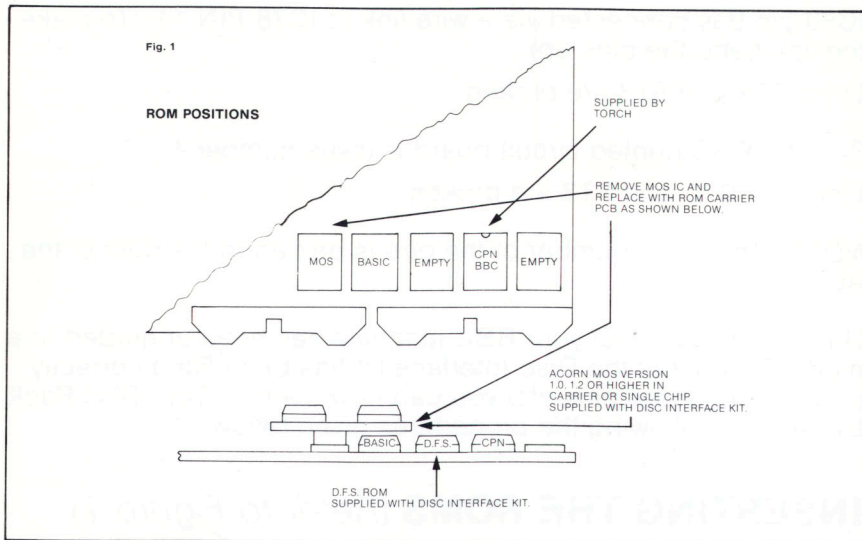 Fig. 1
ROM POSITIONS
SUPPLIED BY
TORCH
REMOVE MOS IC AND
REPLACE WITH ROM CARRIER
PCB AS SHOWN BELOW.
MOS
BASIC
EMPTY
CPN
BBC
EMPTY
ACORN MOS VERSION
1.0. 1.2 OR HIGHER IN
CARRIER OR SINGLE CHIP
SUPPLIED WITH DISC INTERFACE KIT.
BASIC
D.F.S.
CPN
D.F.S. ROM
SUPPLIED WITH DISC INTERFACE KIT.